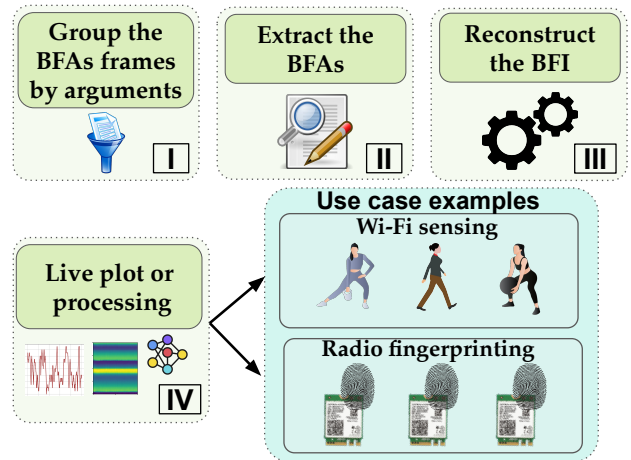 Group the
BFAs frames
by arguments
I
Extract the
BFAs
II
Reconstruct
the BFI
III
Live plot or
processing
IV
Use case examples
Wi-Fi sensing
Radio fingerprinting